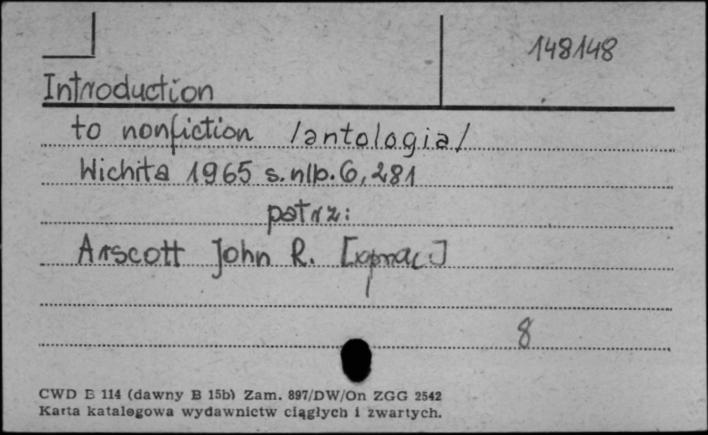 148148
Introduction
to nonfiction /antologia/
Wichita 1965 s.nlb.6, 281
patrz:
Arscott John R. [oprac]
8
CWD B 114 (dawny B 15b) Zam. 897/DW/On ZGG 2542
Karta katalogowa wydawnictw ciągłych i zwartych.